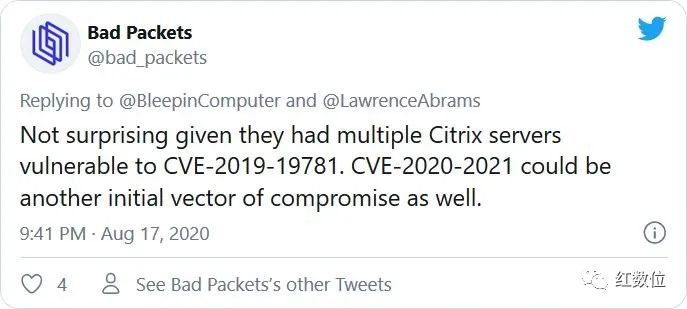 Bad Packets
@bad_packets
Replying to @BleepinComputer and @LawrenceAbrams
Not surprising given they had multiple Citrix servers
vulnerable to CVE-2019-19781. CVE-2020-2021 could be
another initial vector of compromise as well.
9:41 PM · Aug 17, 2020
4 See Bad Packets's other Tweets
红数位